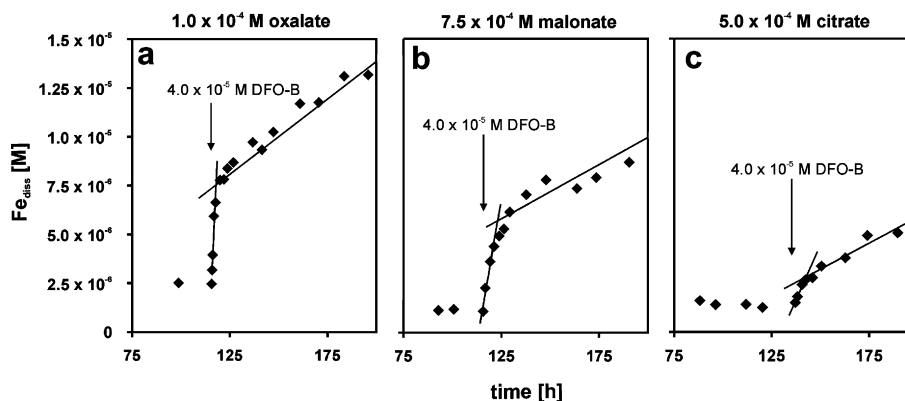 1.0 x 10⁻⁴ M oxalate
7.5 x 10⁻⁴ M malonate
5.0 x 10⁻⁴ M citrate
a
b
c
4.0 x 10⁻⁵ M DFO-B
4.0 x 10⁻⁵ M DFO-B
4.0 x 10⁻⁵ M DFO-B
Fe_diss [M]
1.5 x 10⁻⁵
1.25 x 10⁻⁵
1.0 x 10⁻⁵
7.5 x 10⁻⁶
5.0 x 10⁻⁶
2.5 x 10⁻⁶
0
75 125 175
75 125 175
75 125 175
time [h]